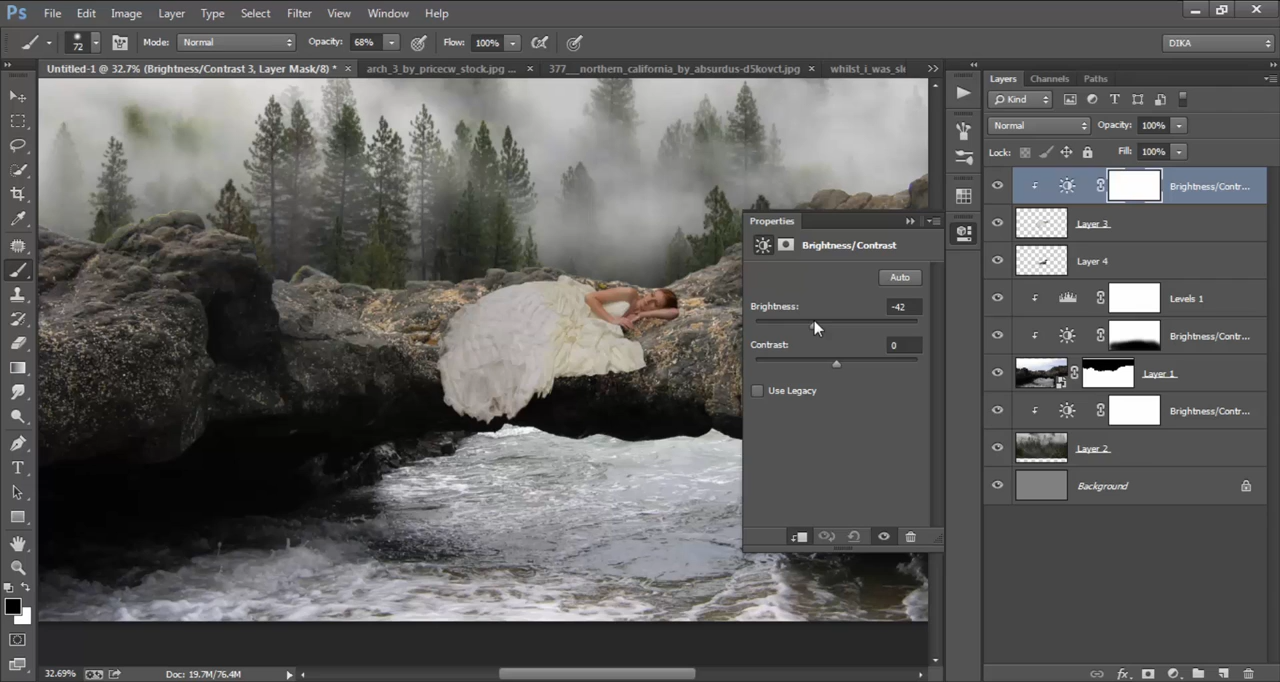 Ps File Edit Image Layer Type Select Filter View Window Help
72 Mode: Normal Opacity: 68% Flow: 100% DIKA
Untitled-1 @ 32.7% (Brightness/Contrast 3, Layer Mask/8) * × arch_3_by_pricecw_stock.jpg ... × 377__northern_california_by_absurdus-d5kovct.jpg × whilst_i_was_sl
Layers Channels Paths
Kind
Normal Opacity: 100%
Lock: Fill: 100%
Brightness/Contr...
Layer 3
Layer 4
Levels 1
Brightness/Contr...
Layer 1
Brightness/Contr...
Layer 2
Background
Properties
Brightness/Contrast
Auto
Brightness: -42
Contrast: 0
Use Legacy
32.69% Doc: 19.7M/76.4M